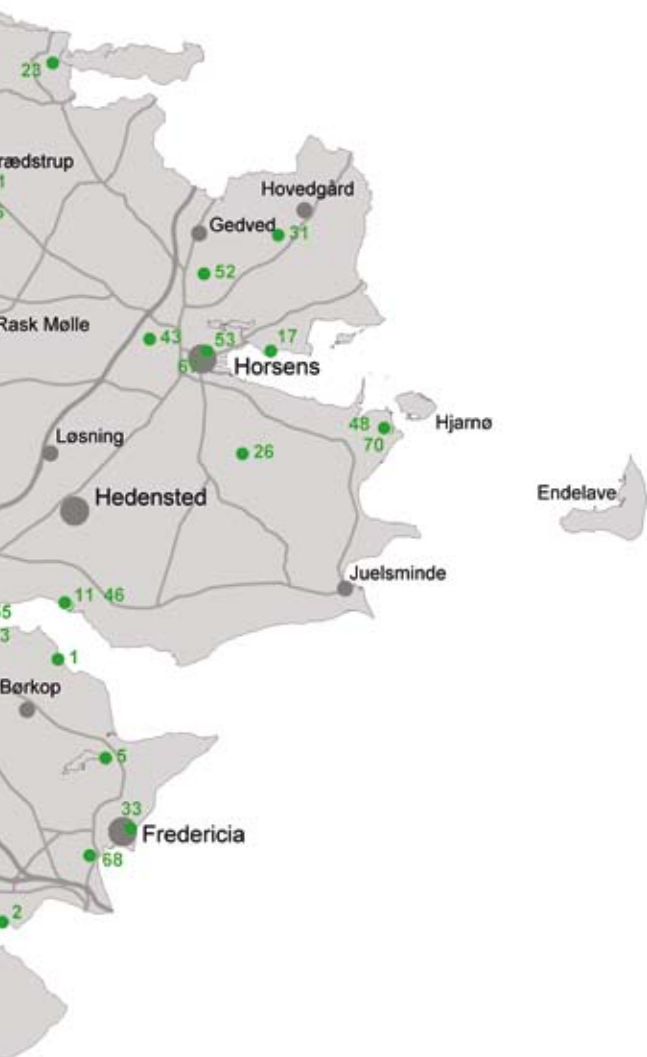 23
rædstrup
Hovedgård
Gedved
31
52
Rask Mølle
43
53
17
Horsens
48
Hjarnø
70
Løsning
26
Endelave
Hedensted
Juelsminde
11 46
1
Børkop
5
33
Fredericia
68
2